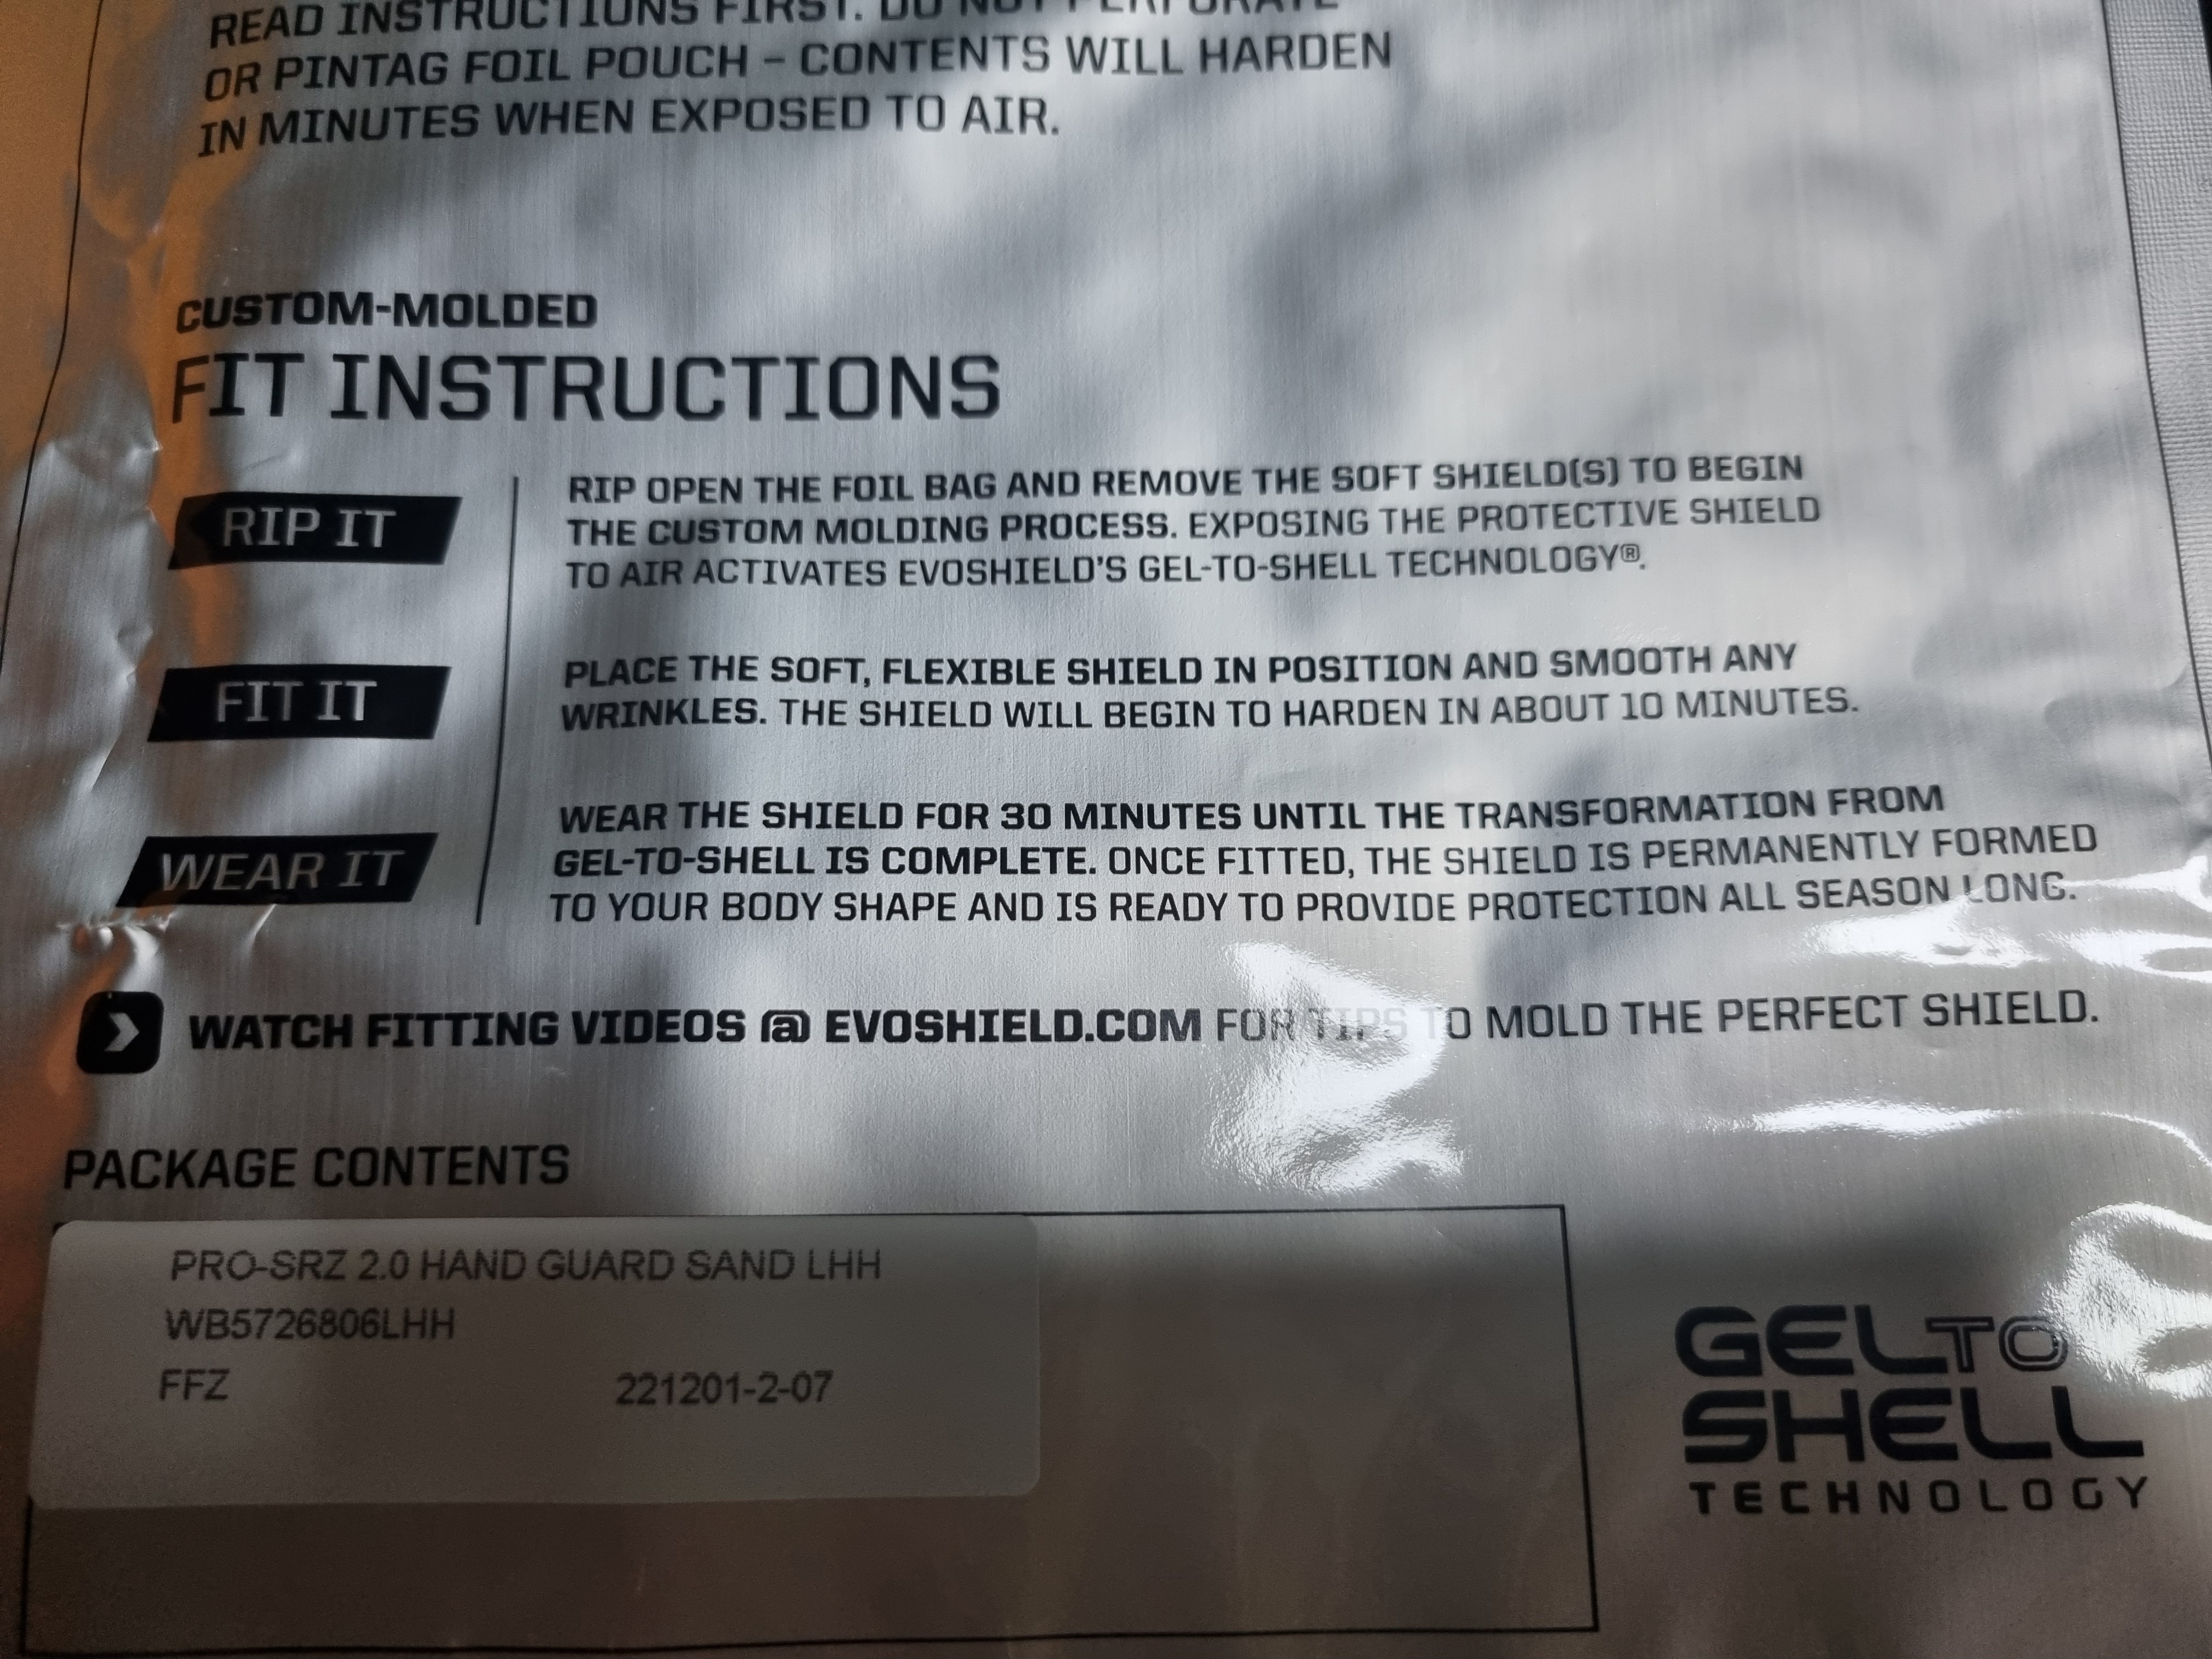 READ INSTRUCTIONS FIRST. DO NOT PERFORATE
OR PINTAG FOIL POUCH – CONTENTS WILL HARDEN
IN MINUTES WHEN EXPOSED TO AIR.
CUSTOM-MOLDED
FIT INSTRUCTIONS
RIP IT
RIP OPEN THE FOIL BAG AND REMOVE THE SOFT SHIELD(S) TO BEGIN
THE CUSTOM MOLDING PROCESS. EXPOSING THE PROTECTIVE SHIELD
TO AIR ACTIVATES EVOSHIELD'S GEL-TO-SHELL TECHNOLOGY®.
FIT IT
PLACE THE SOFT, FLEXIBLE SHIELD IN POSITION AND SMOOTH ANY
WRINKLES. THE SHIELD WILL BEGIN TO HARDEN IN ABOUT 10 MINUTES.
WEAR IT
WEAR THE SHIELD FOR 30 MINUTES UNTIL THE TRANSFORMATION FROM
GEL-TO-SHELL IS COMPLETE. ONCE FITTED, THE SHIELD IS PERMANENTLY FORMED
TO YOUR BODY SHAPE AND IS READY TO PROVIDE PROTECTION ALL SEASON LONG.
WATCH FITTING VIDEOS @ EVOSHIELD.COM FOR TIPS TO MOLD THE PERFECT SHIELD.
PACKAGE CONTENTS
PRO-SRZ 2.0 HAND GUARD SAND LHH
WB5726806LHH
FFZ 221201-2-07
GEL TO
SHELL
TECHNOLOGY